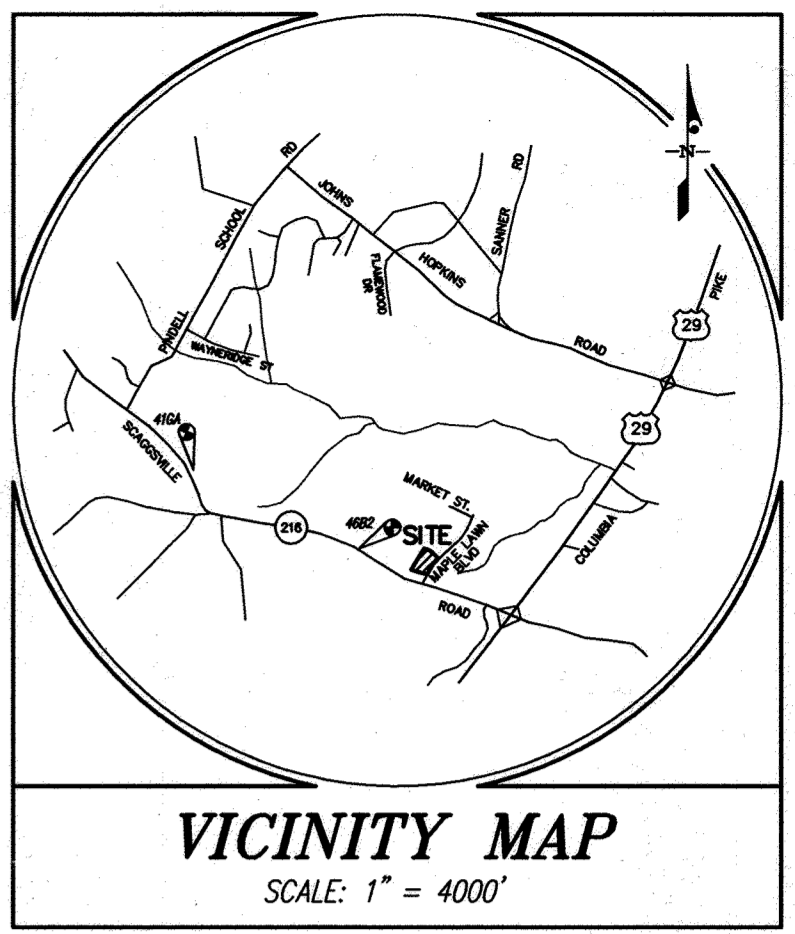 RD
JOHNS
SCHOOL
HOPKINS
SANNER
RD
FLAMEWOOD
DR
N
PIKE
29
ROAD
PINDELL
WAYNERIDGE ST
29
41GA
SCAGGSVILLE
MARKET ST.
216
46B2
SITE
MAPLE LAWN
BLVD
COLUMBIA
ROAD
VICINITY MAP
SCALE: 1" = 4000'